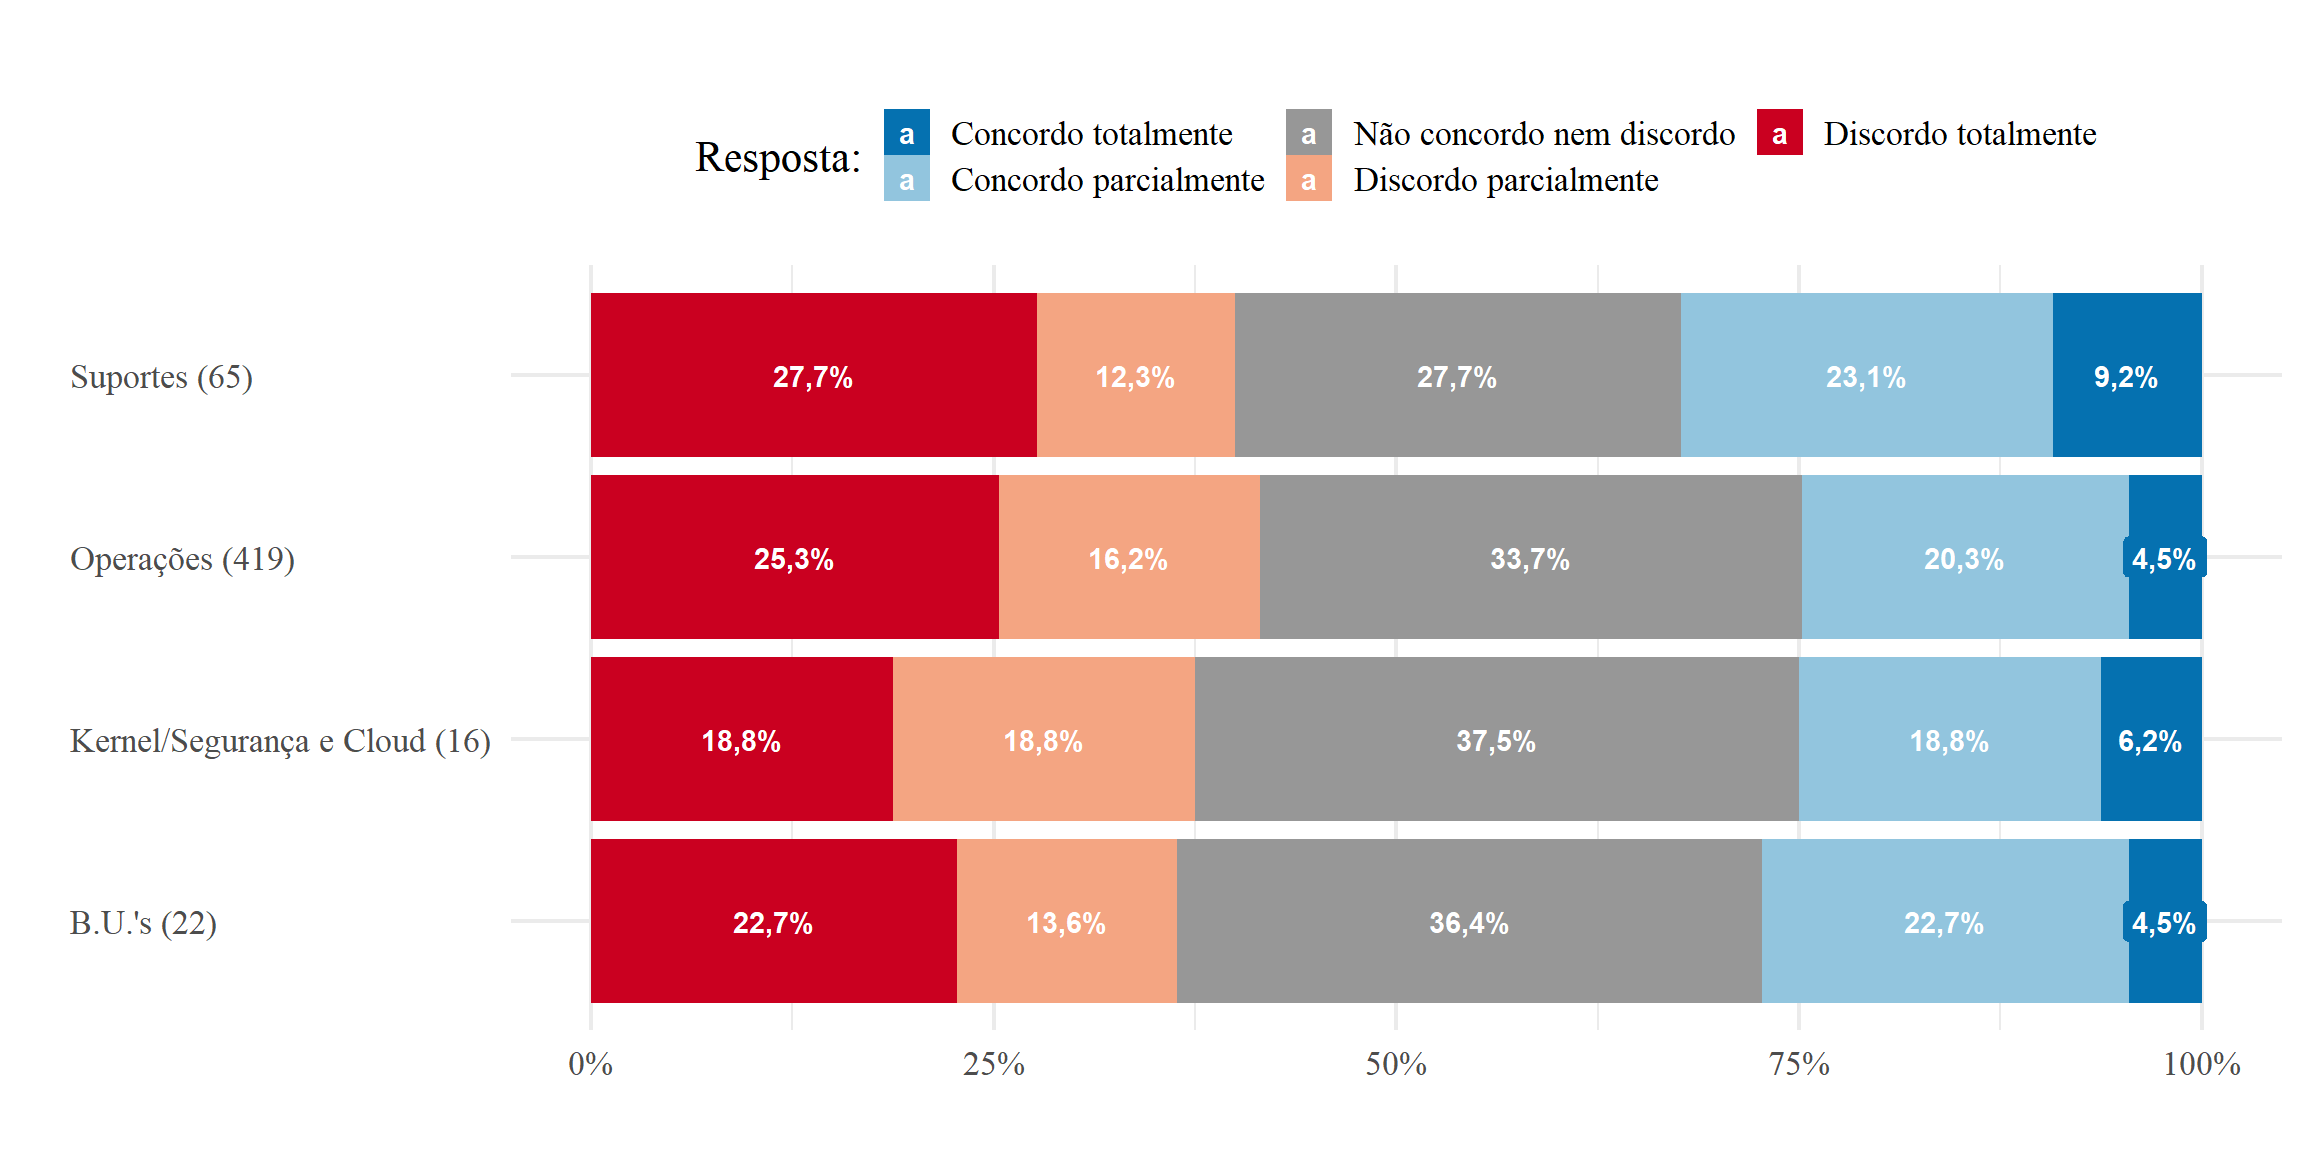 Resposta:
a Concordo totalmente a Não concordo nem discordo a Discordo totalmente
a Concordo parcialmente a Discordo parcialmente
Suportes (65) 27,7% 12,3% 27,7% 23,1% 9,2%
Operações (419) 25,3% 16,2% 33,7% 20,3% 4,5%
Kernel/Segurança e Cloud (16) 18,8% 18,8% 37,5% 18,8% 6,2%
B.U.'s (22) 22,7% 13,6% 36,4% 22,7% 4,5%
0% 25% 50% 75% 100%